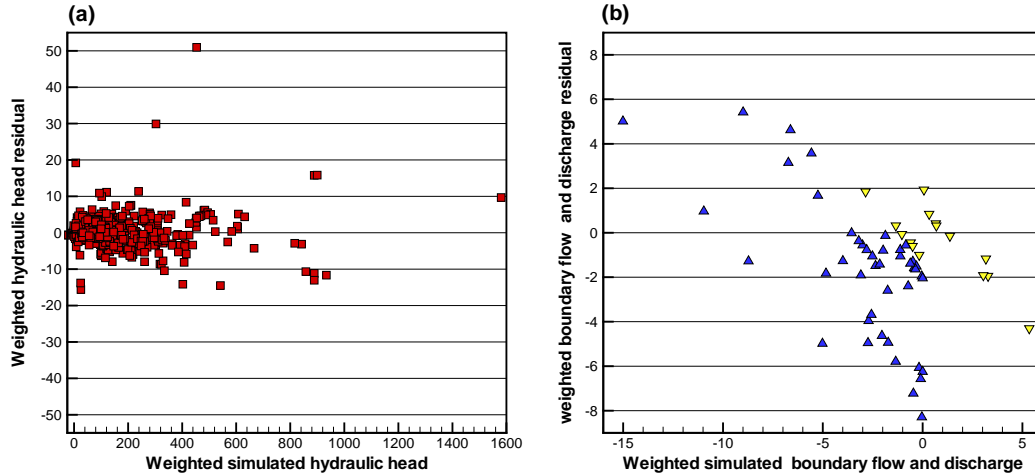 (a)
Weighted hydraulic head residual
50
40
30
20
10
0
-10
-20
-30
-40
-50
0 200 400 600 800 1000 1200 1400 1600
Weighted simulated hydraulic head
(b)
weighted boundary flow and discharge residual
8
6
4
2
0
-2
-4
-6
-8
-15 -10 -5 0 5
Weighted simulated boundary flow and discharge